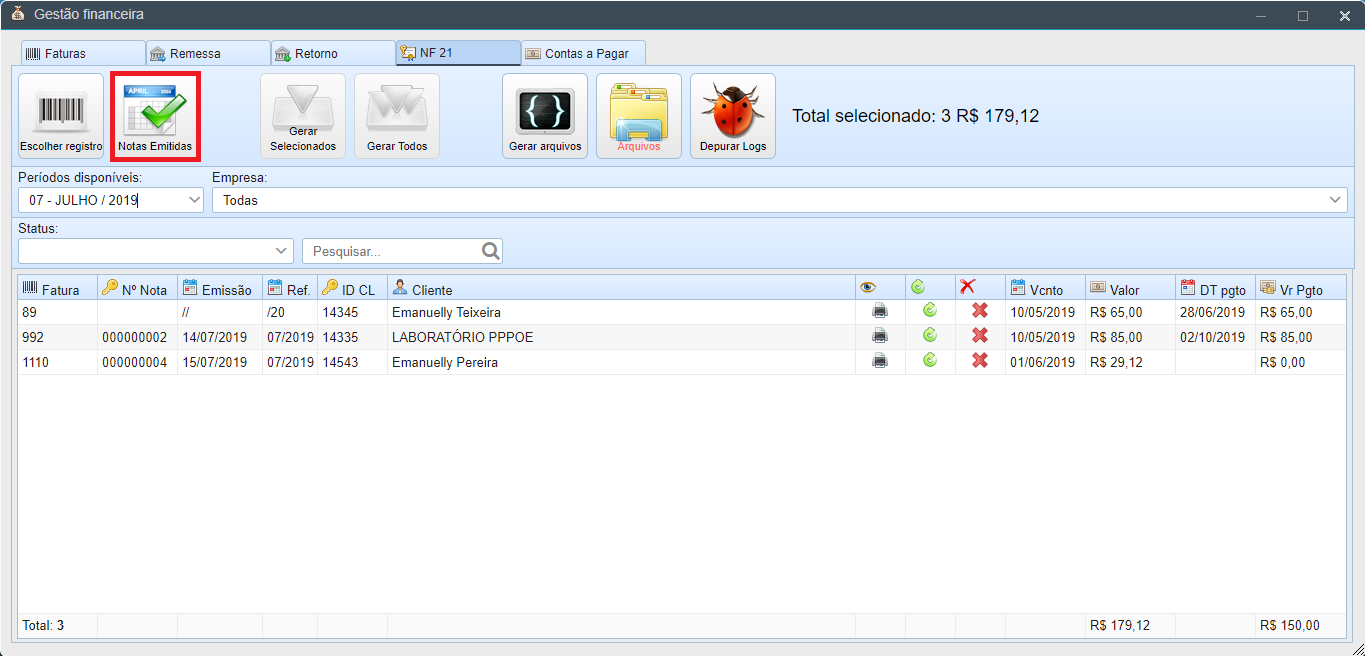 Gestão financeira
Faturas Remessa Retorno NF 21 Contas a Pagar
APRIL
Escolher registro Notas Emitidas Gerar Selecionados Gerar Todos Gerar arquivos Arquivos Depurar Logs Total selecionado: 3 R$ 179,12
Períodos disponíveis: Empresa:
07 - JULHO / 2019 Todas
Status:
Pesquisar...
Fatura Nº Nota Emissão Ref. ID CL Cliente Vcnto Valor DT pgto Vr Pgto
89 // /20 14345 Emanuelly Teixeira 10/05/2019 R$ 65,00 28/06/2019 R$ 65,00
992 000000002 14/07/2019 07/2019 14335 LABORATÓRIO PPPOE 10/05/2019 R$ 85,00 02/10/2019 R$ 85,00
1110 000000004 15/07/2019 07/2019 14543 Emanuelly Pereira 01/06/2019 R$ 29,12 R$ 0,00
Total: 3 R$ 179,12 R$ 150,00